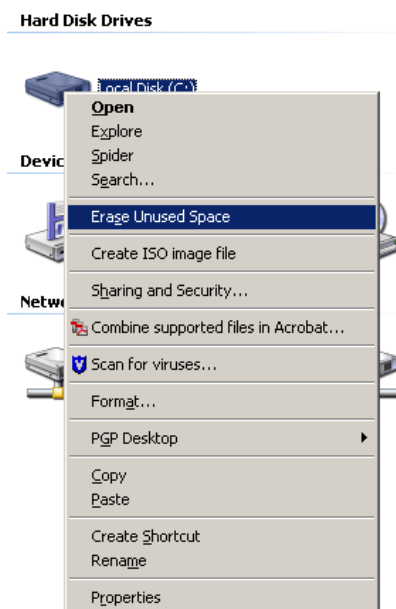 Hard Disk Drives
Local Disk (C:)
Open
Explore
Devic
Spider
Search...
Erase Unused Space
Create ISO image file
Sharing and Security...
Netwo
Combine supported files in Acrobat...
Scan for viruses...
Format...
PGP Desktop
Copy
Paste
Create Shortcut
Rename
Properties